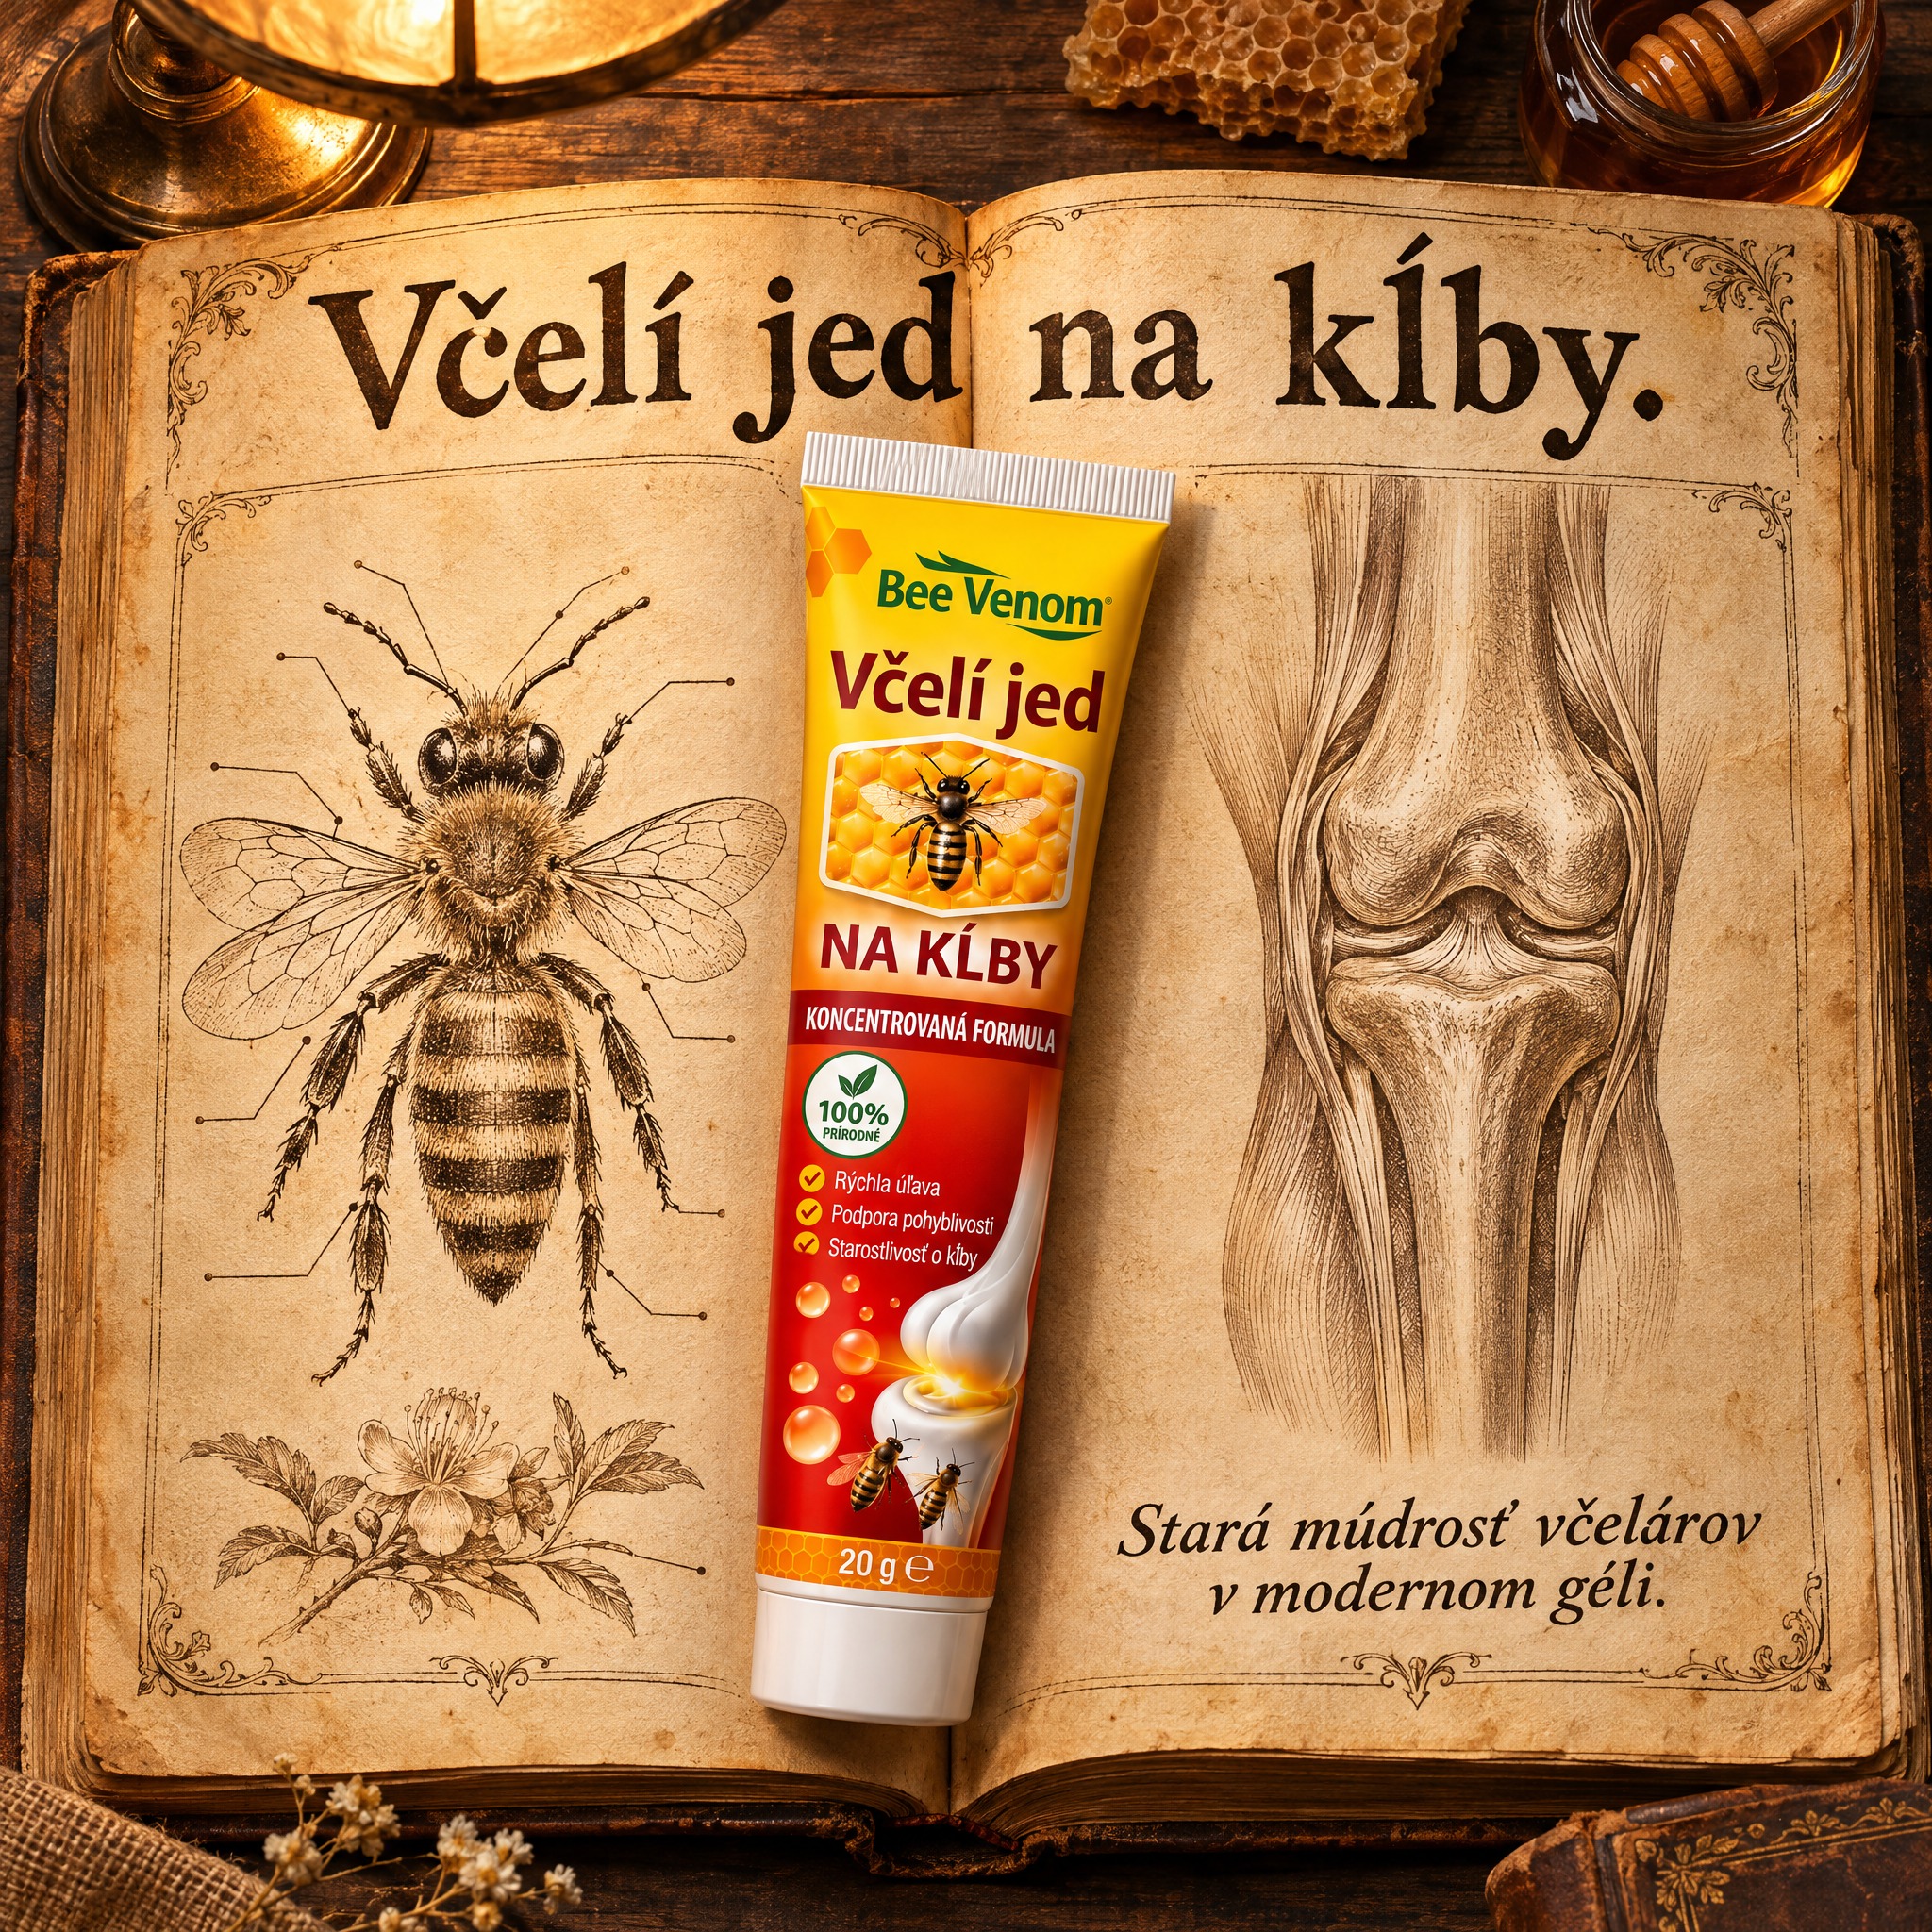 Včelí jed na kĺby.
Bee Venom®
Včelí jed
NA KĹBY
KONCENTROVANÁ FORMULA
100%
PRÍRODNÉ
Rýchla úľava
Podpora pohyblivosti
Starostlivosť o kĺby
20 g ℮
Stará múdrosť včelárov
v modernom géli.